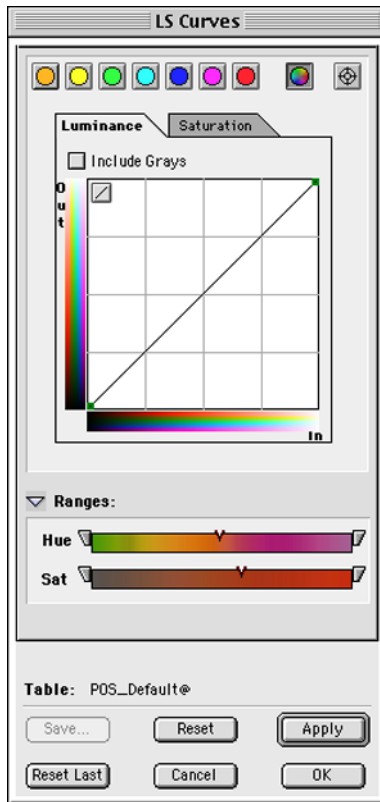 LS Curves
Luminance Saturation
Include Grays
Out
In
Ranges:
Hue
Sat
Table: POS_Default@
Save... Reset Apply
Reset Last Cancel OK